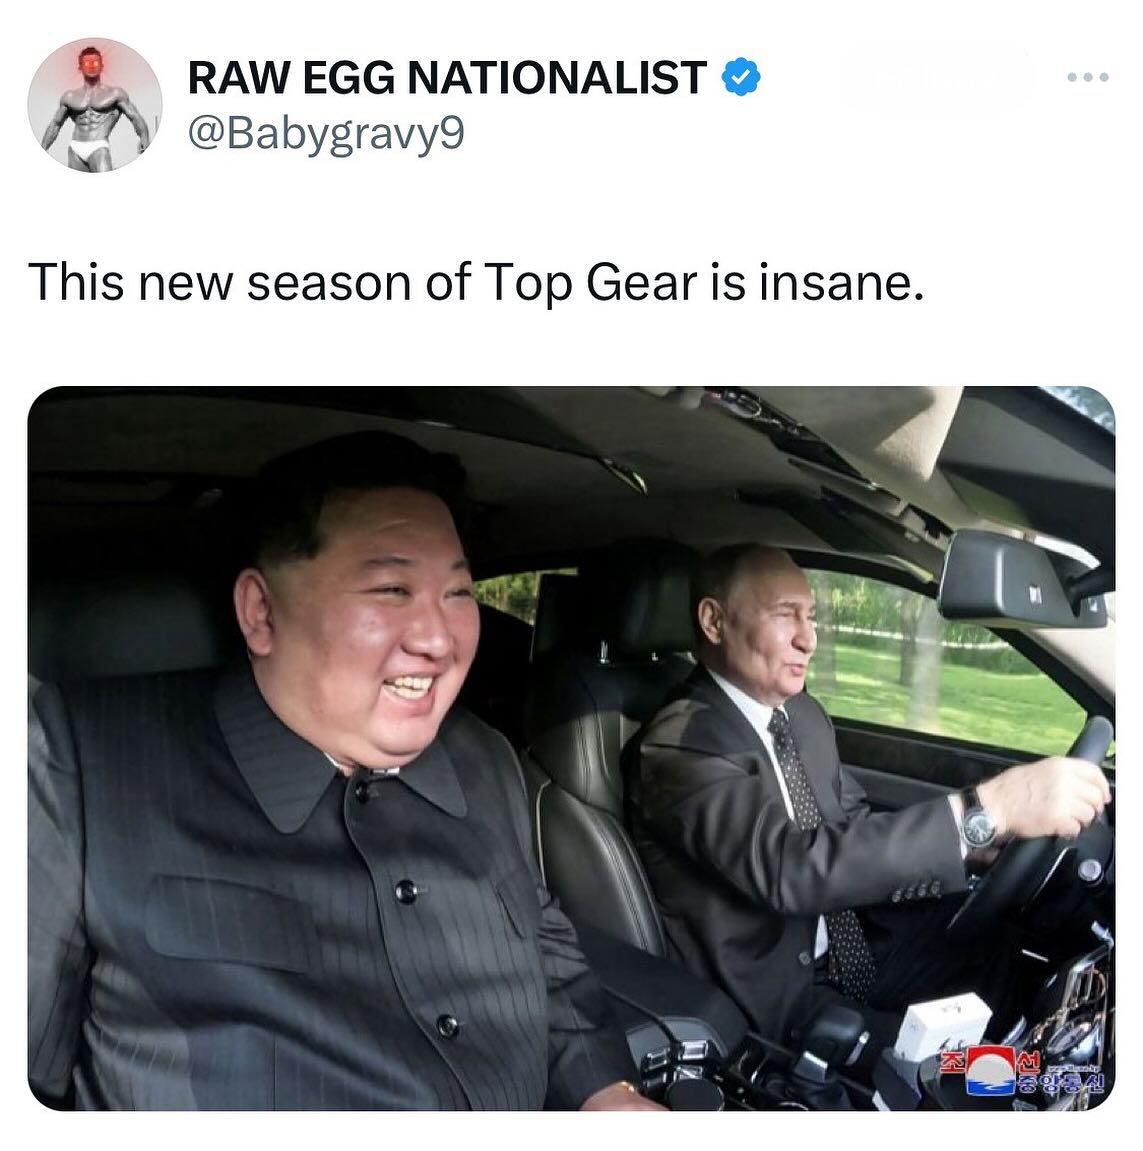 RAW EGG NATIONALIST
@Babygravy9
This new season of Top Gear is insane.
조선
중앙통신